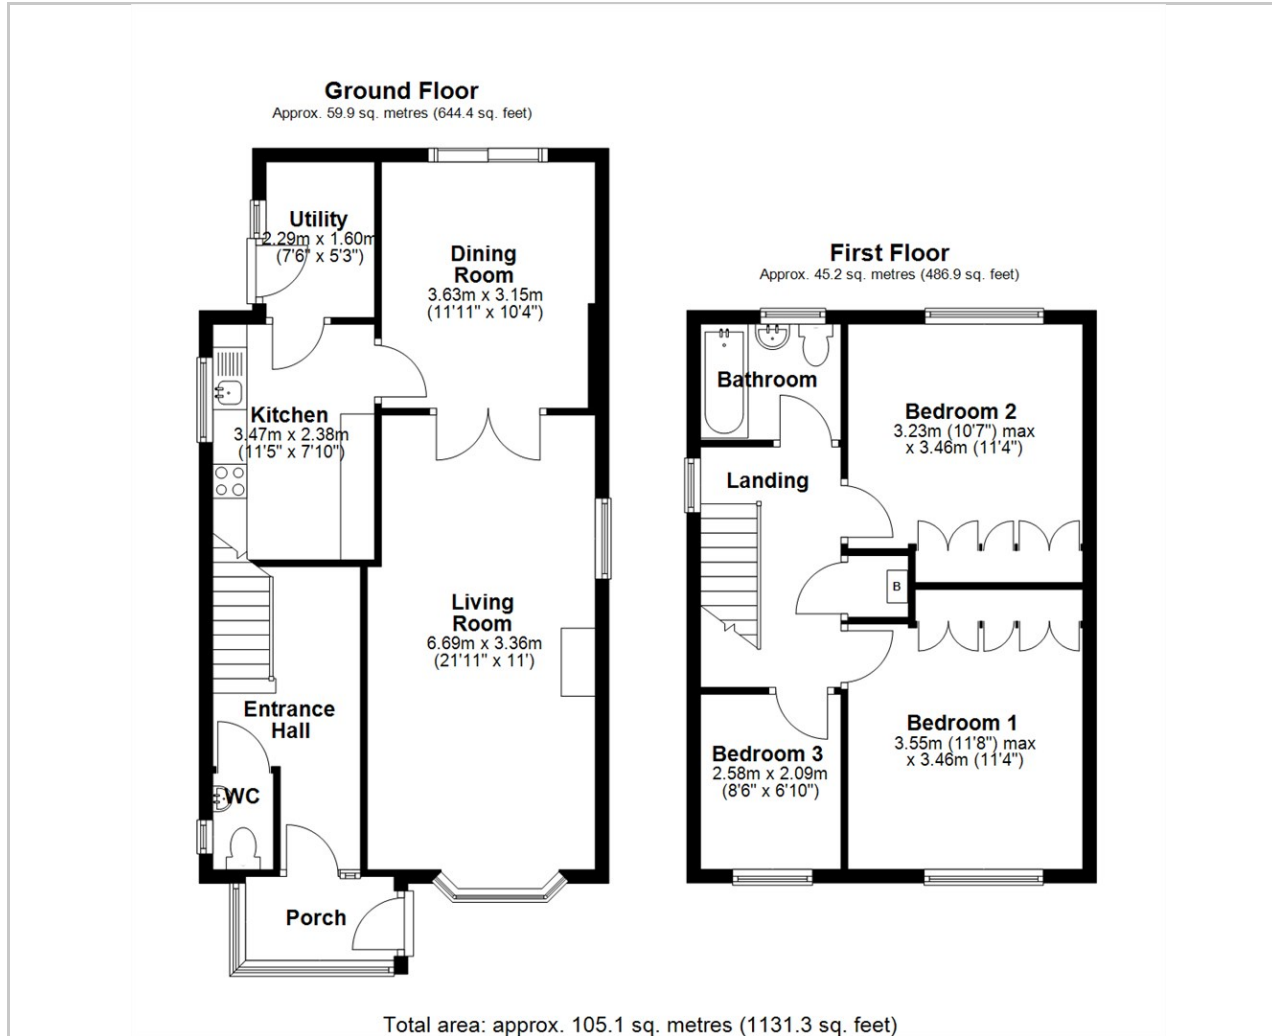 Ground Floor
Approx. 59.9 sq. metres (644.4 sq. feet)
Utility
2.29m x 1.60m
(7'6" x 5'3")
Dining
Room
3.63m x 3.15m
(11'11" x 10'4")
Kitchen
3.47m x 2.38m
(11'5" x 7'10")
Living
Room
6.69m x 3.36m
(21'11" x 11')
Entrance
Hall
WC
Porch
First Floor
Approx. 45.2 sq. metres (486.9 sq. feet)
Bathroom
Bedroom 2
3.23m (10'7") max
x 3.46m (11'4")
Landing
B
Bedroom 1
3.55m (11'8") max
x 3.46m (11'4")
Bedroom 3
2.58m x 2.09m
(8'6" x 6'10")
Total area: approx. 105.1 sq. metres (1131.3 sq. feet)